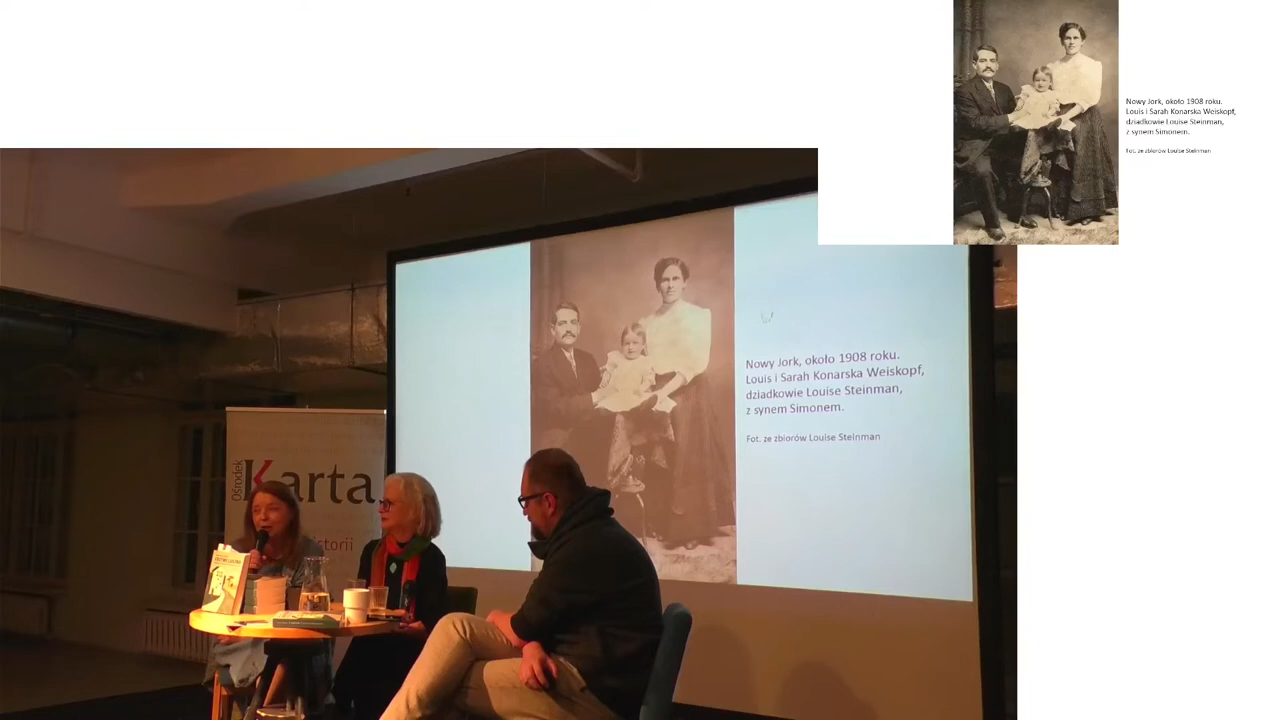 Nowy Jork, około 1908 roku.
Louis i Sarah Konarska Weiskopf,
dziadkowie Louise Steinman,
z synem Simonem.
Fot. ze zbiorów Louise Steinman
Nowy Jork, około 1908 roku.
Louis i Sarah Konarska Weiskopf,
dziadkowie Louise Steinman,
z synem Simonem.
Fot. ze zbiorów Louise Steinman
Ośrodek
Karta